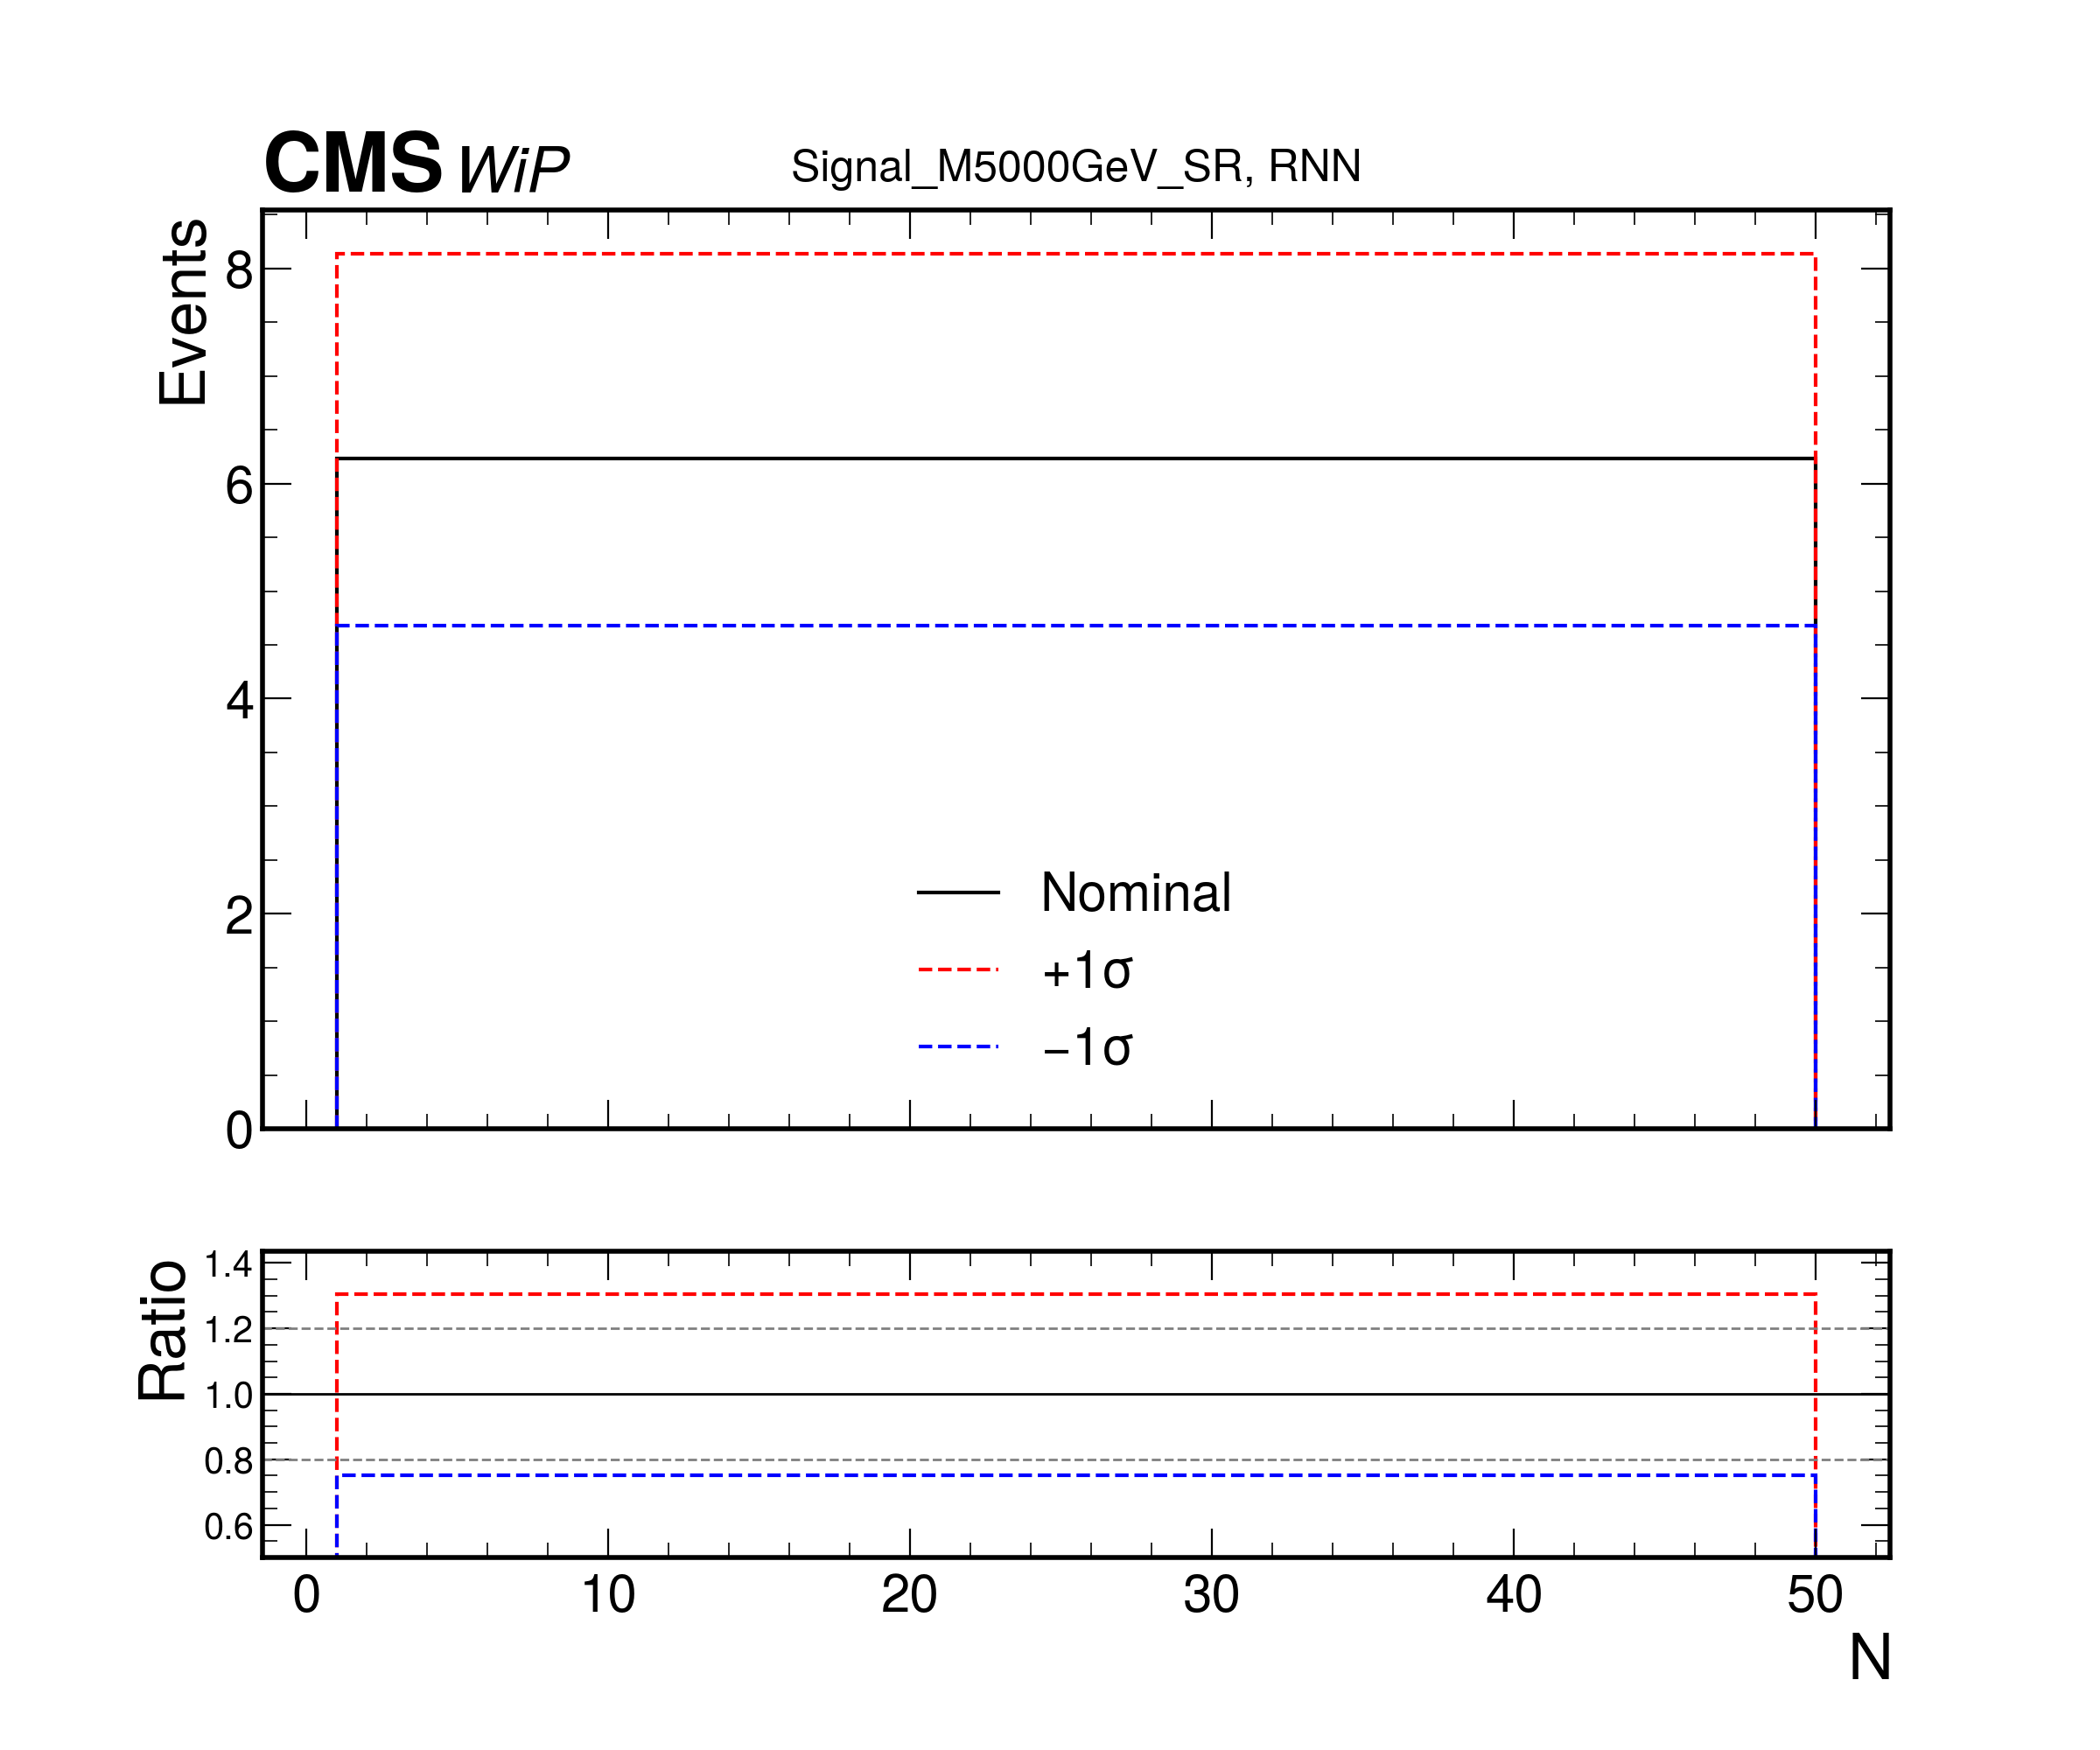 CMS WiP Signal_M5000GeV_SR, RNN
Events
8
6
4
2
0
Nominal
+1σ
−1σ
Ratio
1.4
1.2
1.0
0.8
0.6
0 10 20 30 40 50
N